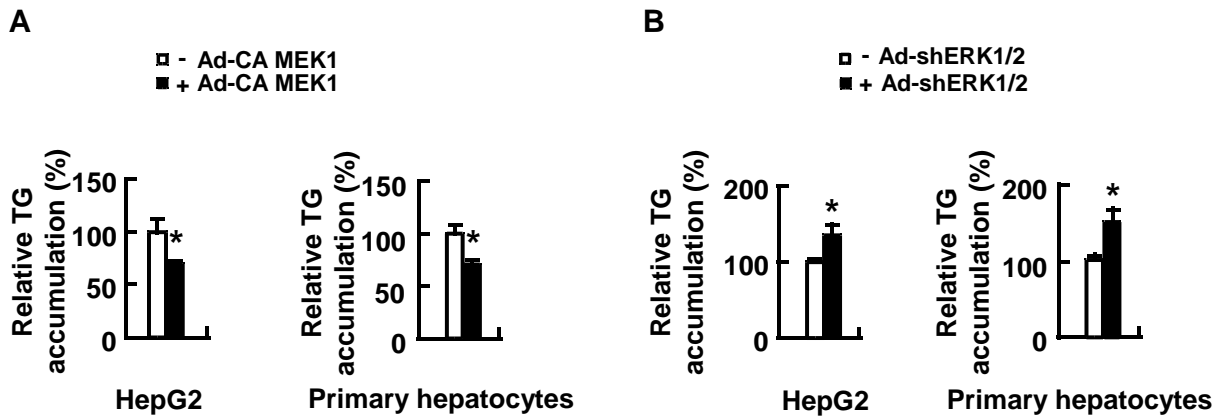 A
- Ad-CA MEK1
+ Ad-CA MEK1
Relative TG
accumulation (%)
150
100
50
0
*
HepG2
Relative TG
accumulation (%)
150
100
50
0
*
Primary hepatocytes
B
- Ad-shERK1/2
+ Ad-shERK1/2
Relative TG
accumulation (%)
200
100
0
*
HepG2
Relative TG
accumulation (%)
200
100
0
*
Primary hepatocytes